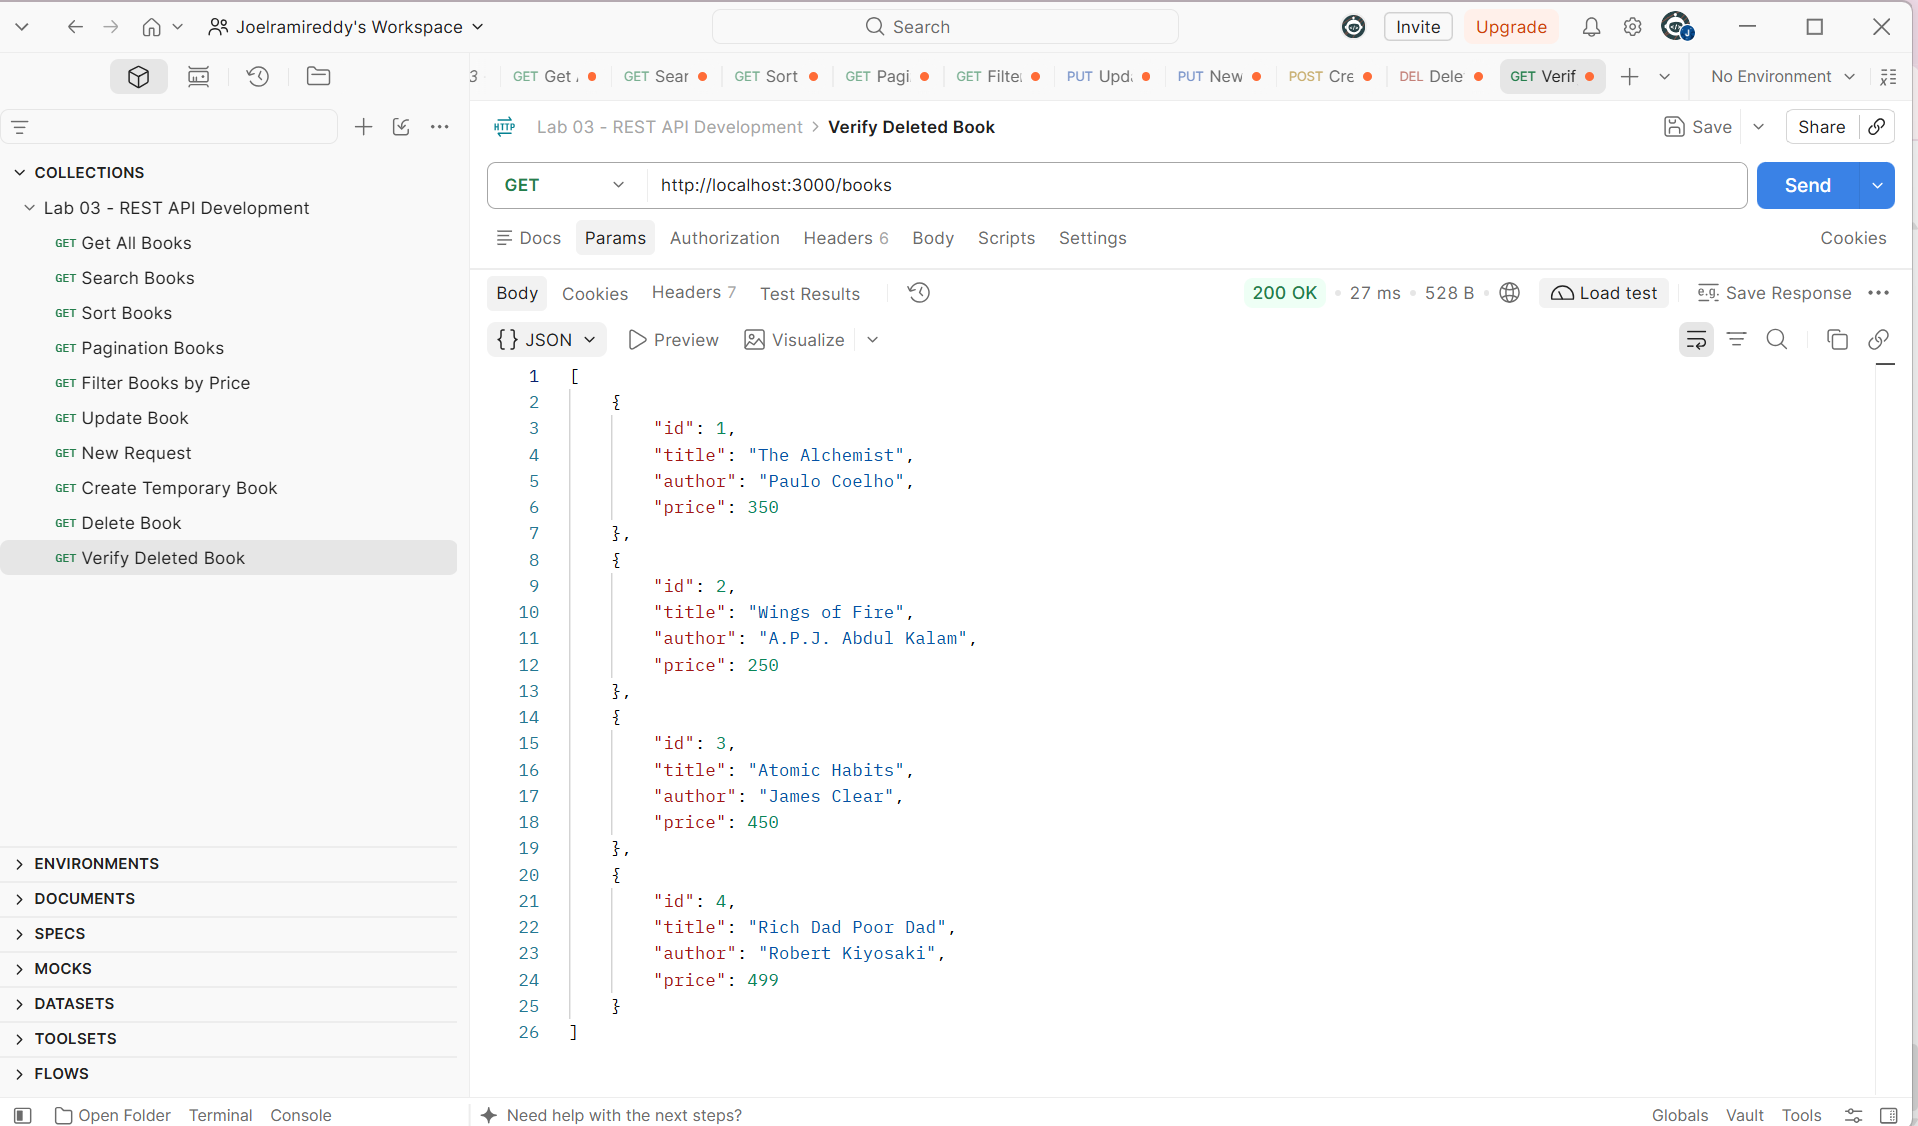 Joelramireddy's Workspace
Search
Invite
Upgrade
J
3
GET Get
GET Sear
GET Sort
GET Pagi
GET Filte
PUT Upd
PUT New
POST Cre
DEL Dele
GET Verif
No Environment
HTTP
Lab 03 - REST API Development > Verify Deleted Book
Save
Share
COLLECTIONS
Lab 03 - REST API Development
GET Get All Books
GET Search Books
GET Sort Books
GET Pagination Books
GET Filter Books by Price
GET Update Book
GET New Request
GET Create Temporary Book
GET Delete Book
GET Verify Deleted Book
ENVIRONMENTS
DOCUMENTS
SPECS
MOCKS
DATASETS
TOOLSETS
FLOWS
GET
http://localhost:3000/books
Send
Docs
Params
Authorization
Headers 6
Body
Scripts
Settings
Cookies
Body
Cookies
Headers 7
Test Results
200 OK • 27 ms • 528 B
Load test
e.g. Save Response
{} JSON
Preview
Visualize
1 [
2 {
3 "id": 1,
4 "title": "The Alchemist",
5 "author": "Paulo Coelho",
6 "price": 350
7 },
8 {
9 "id": 2,
10 "title": "Wings of Fire",
11 "author": "A.P.J. Abdul Kalam",
12 "price": 250
13 },
14 {
15 "id": 3,
16 "title": "Atomic Habits",
17 "author": "James Clear",
18 "price": 450
19 },
20 {
21 "id": 4,
22 "title": "Rich Dad Poor Dad",
23 "author": "Robert Kiyosaki",
24 "price": 499
25 }
26 ]
Open Folder
Terminal
Console
Need help with the next steps?
Globals
Vault
Tools